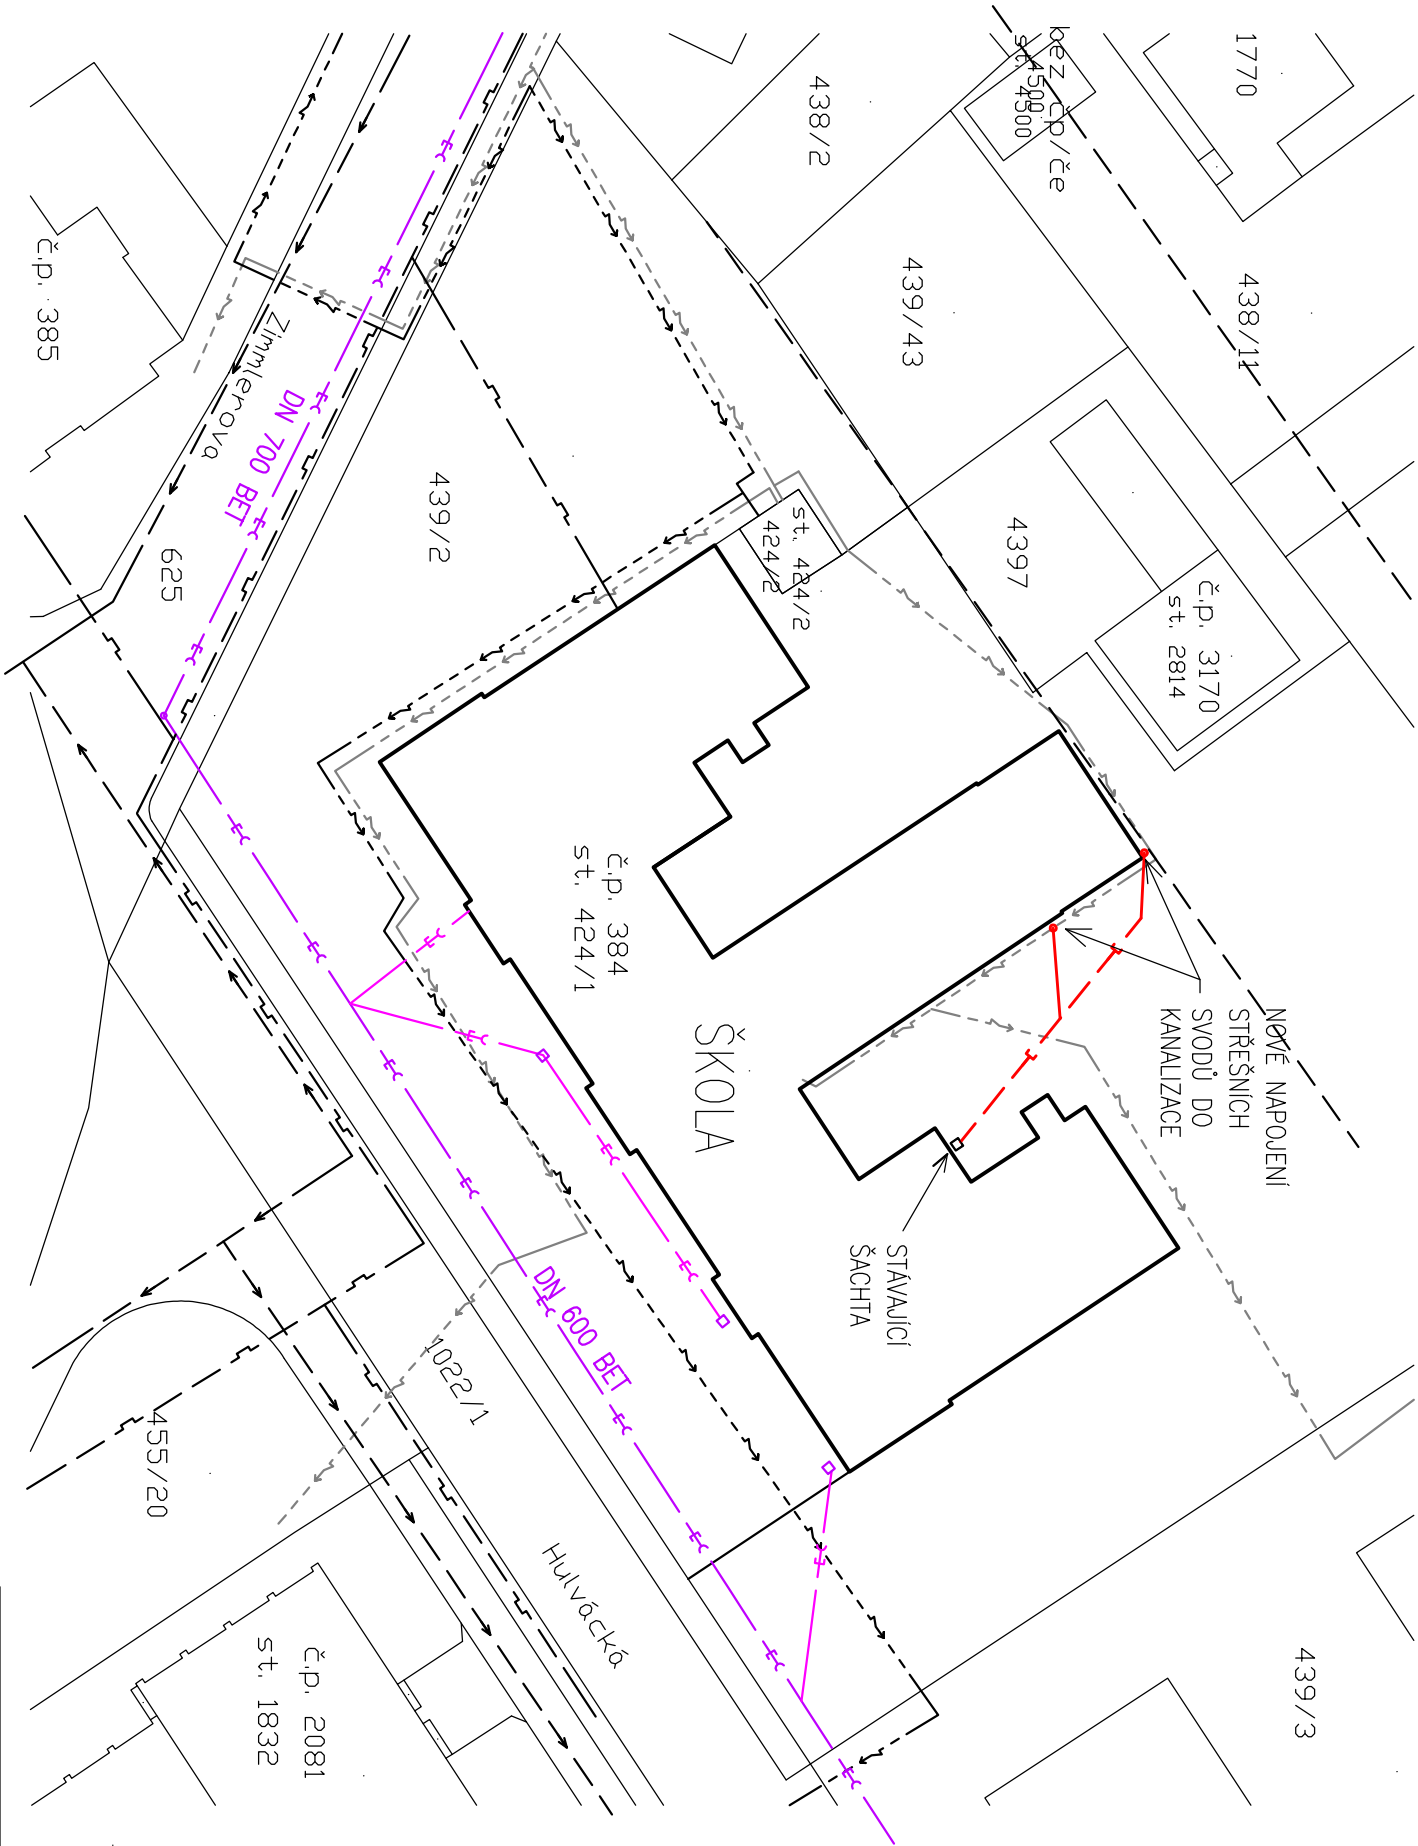 1770
bez čp/če
st. 4500
4500
438/2
438/11
439/43
Č.p. 385
Zimmlerova
DN 700 BET
439/2
625
st. 424/2
424/2
4397
Č.p. 3170
st. 2814
Č.p. 384
st. 424/1
ŠKOLA
NOVÉ NAPOJENÍ
STŘEŠNÍCH
SVODŮ DO
KANALIZACE
STÁVAJÍCÍ
ŠACHTA
DN 600 BET
1022/1
455/20
Hulvácká
Č.p. 2081
st. 1832
439/3